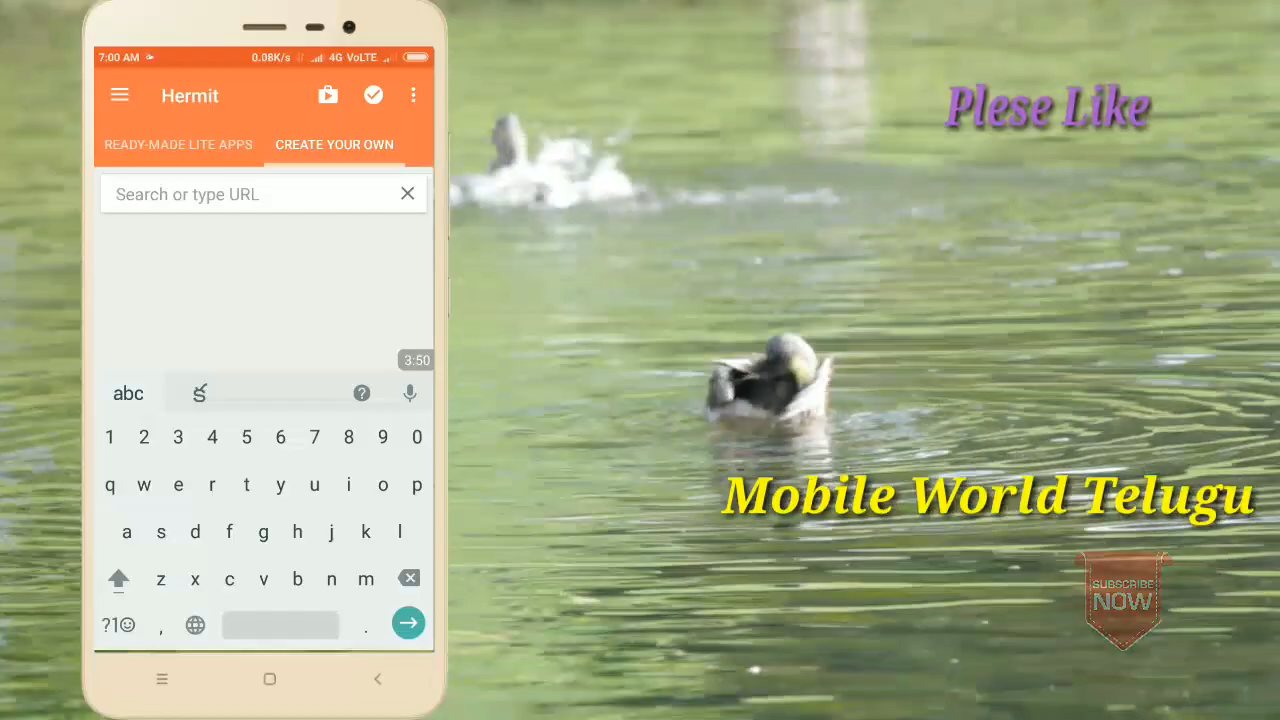 7:00 AM 0.08K/s 4G VoLTE
Hermit
READY-MADE LITE APPS CREATE YOUR OWN
Search or type URL
3:50
abc క
1 2 3 4 5 6 7 8 9 0
q w e r t y u i o p
a s d f g h j k l
z x c v b n m
?1☺ , .
Plese Like
Mobile World Telugu
SUBSCRIBE
NOW